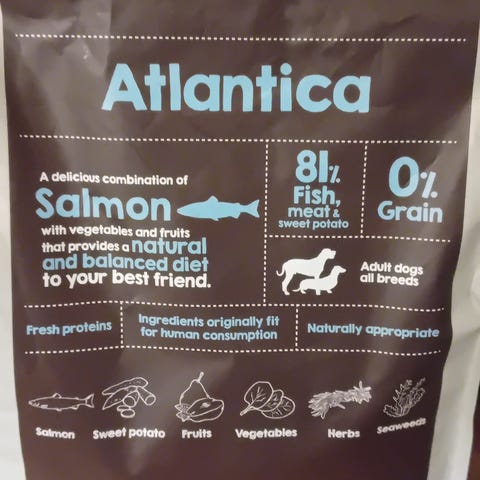 Atlantica
A delicious combination of
Salmon
with vegetables and fruits
that provides a natural
and balanced diet
to your best friend.
81%
Fish,
meat &
sweet potato
0%
Grain
Adult dogs
all breeds
Fresh proteins
Ingredients originally fit
for human consumption
Naturally appropriate
Salmon
Sweet potato
Fruits
Vegetables
Herbs
Seaweeds